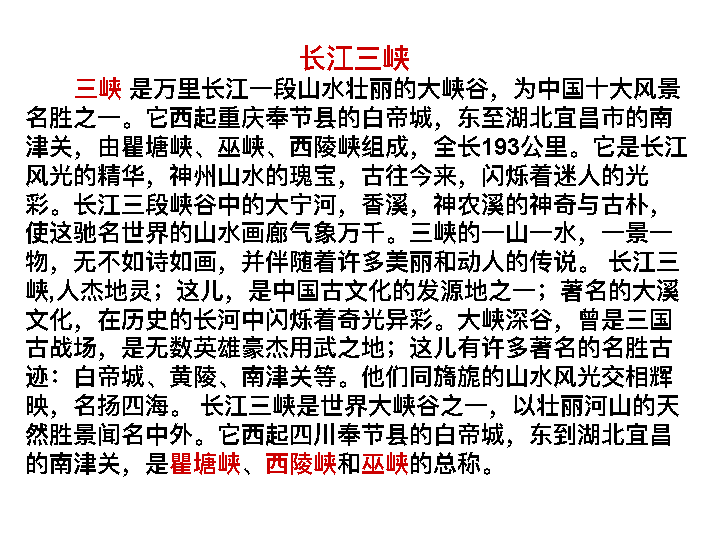 长江三峡
三峡 是万里长江一段山水壮丽的大峡谷，为中国十大风景
名胜之一。它西起重庆奉节县的白帝城，东至湖北宜昌市的南
津关，由瞿塘峡、巫峡、西陵峡组成，全长193公里。它是长江
风光的精华，神州山水的瑰宝，古往今来，闪烁着迷人的光
彩。长江三段峡谷中的大宁河，香溪，神农溪的神奇与古朴，
使这驰名世界的山水画廊气象万千。三峡的一山一水，一景一
物，无不如诗如画，并伴随着许多美丽和动人的传说。 长江三
峡,人杰地灵；这儿，是中国古文化的发源地之一；著名的大溪
文化，在历史的长河中闪烁着奇光异彩。大峡深谷，曾是三国
古战场，是无数英雄豪杰用武之地；这儿有许多著名的名胜古
迹：白帝城、黄陵、南津关等。他们同旖旎的山水风光交相辉
映，名扬四海。 长江三峡是世界大峡谷之一，以壮丽河山的天
然胜景闻名中外。它西起四川奉节县的白帝城，东到湖北宜昌
的南津关，是瞿塘峡、西陵峡和巫峡的总称。